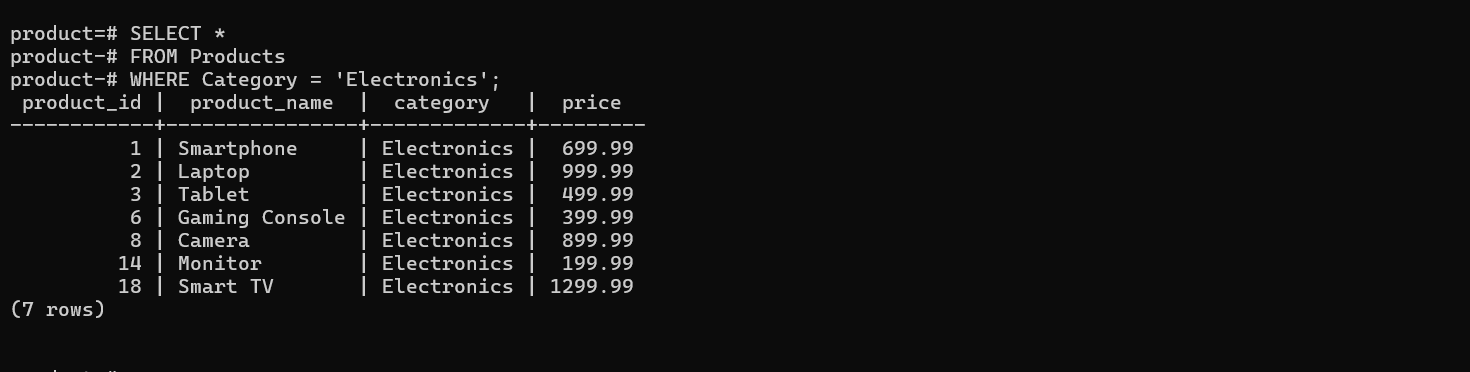 product=# SELECT *
product-# FROM Products
product-# WHERE Category = 'Electronics';
 product_id |  product_name  |  category   |  price
------------+----------------+-------------+---------
          1 | Smartphone     | Electronics |  699.99
          2 | Laptop         | Electronics |  999.99
          3 | Tablet         | Electronics |  499.99
          6 | Gaming Console | Electronics |  399.99
          8 | Camera         | Electronics |  899.99
         14 | Monitor        | Electronics |  199.99
         18 | Smart TV       | Electronics | 1299.99
(7 rows)